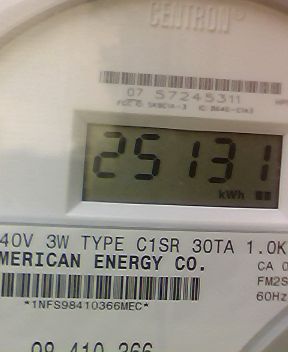 CENTRON®
07 57245311
25131
kWh
40V 3W TYPE C1SR 30TA 1.0K
MERICAN ENERGY CO.
CA 0
FM2S
60Hz
*1NFS98410366MEC*
98 410 366